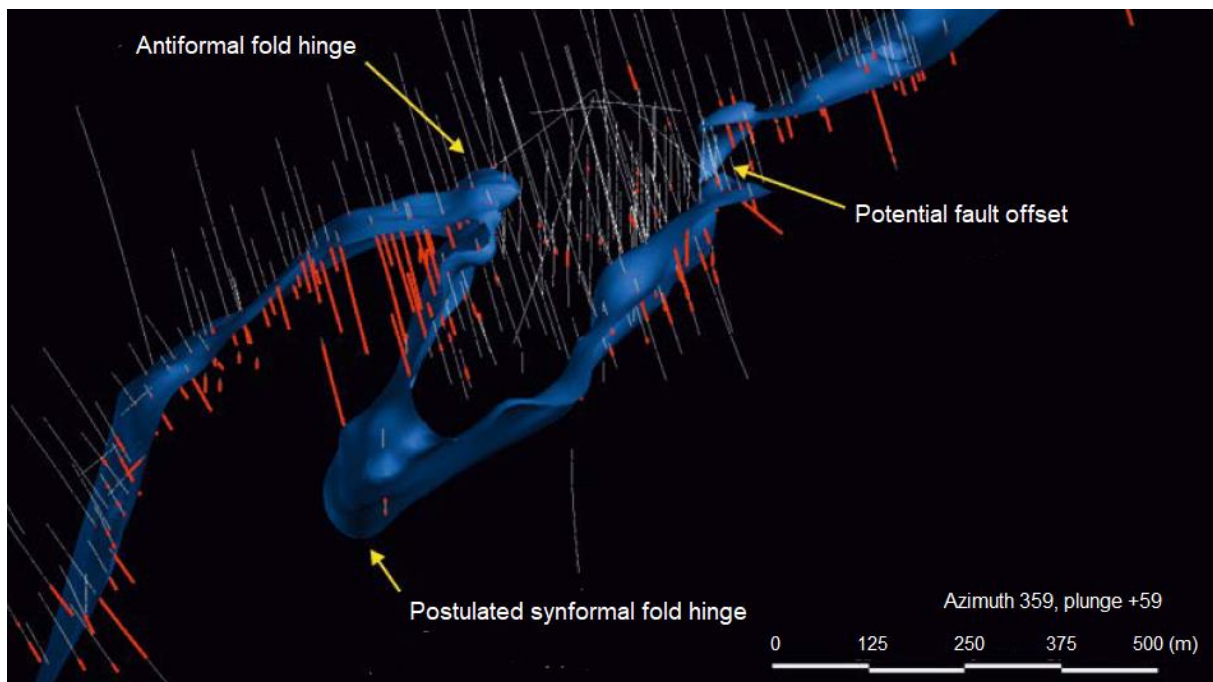 Antiformal fold hinge
Potential fault offset
Postulated synformal fold hinge
Azimuth 359, plunge +59
0 125 250 375 500 (m)